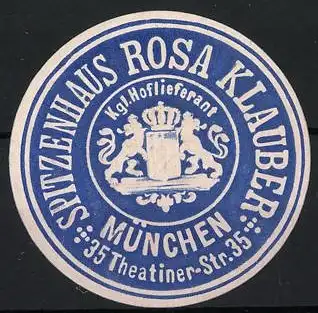 SPITZENHAUS ROSA KLAUBER
Kgl. Hoflieferant
MÜNCHEN
35 Theatiner-Str. 35